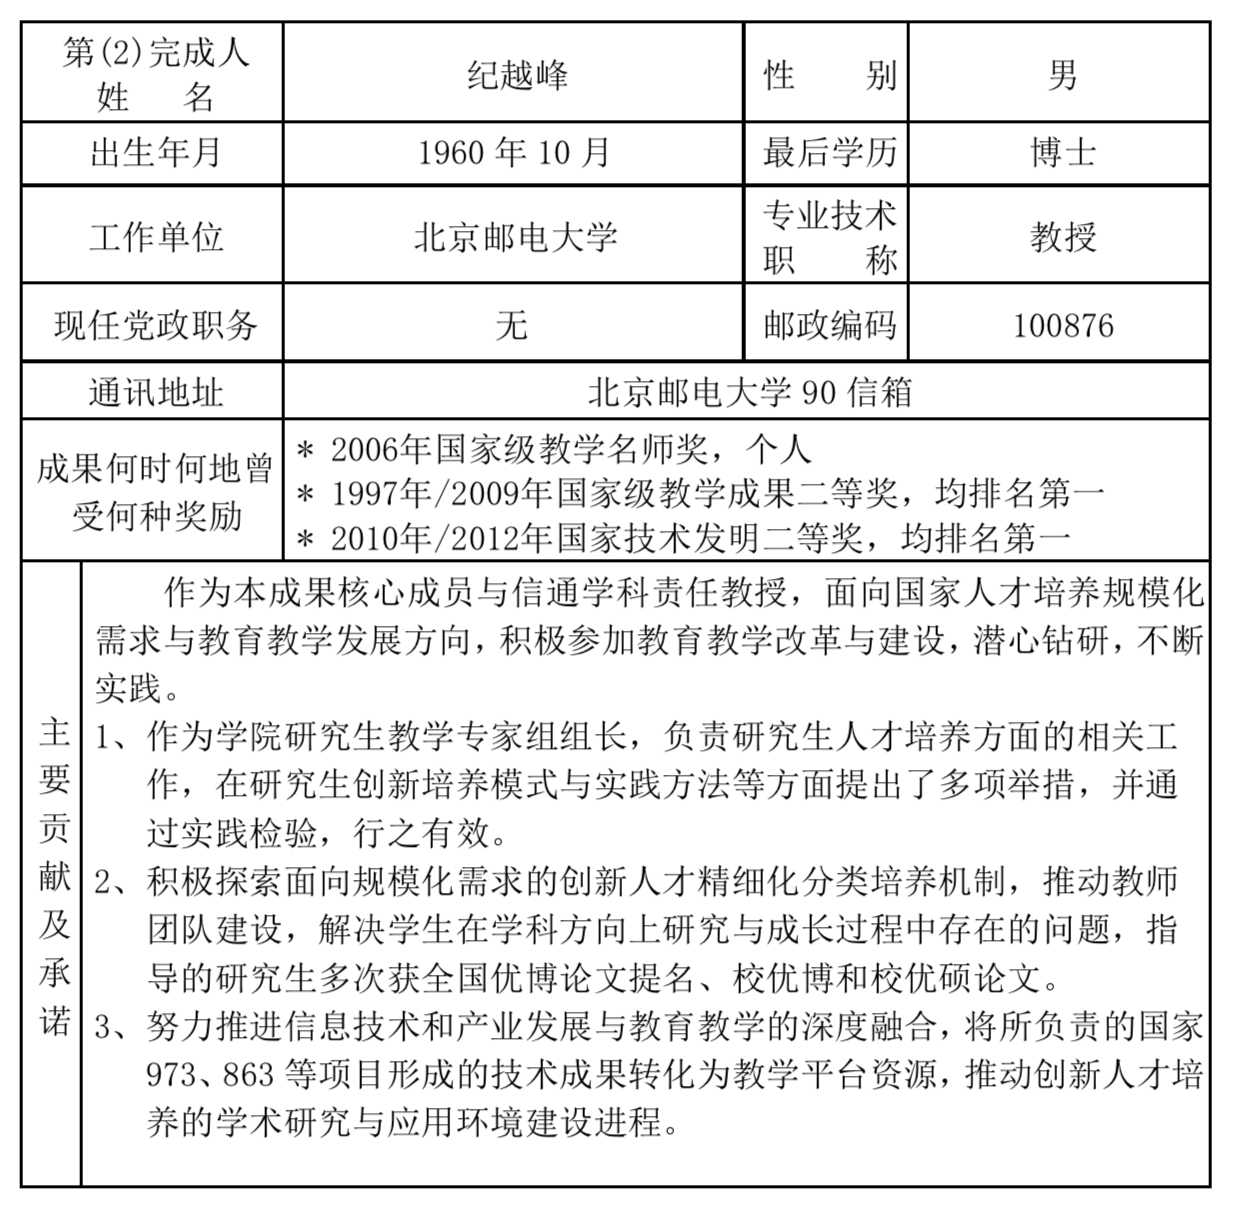 第(2)完成人
姓 名
纪越峰
性 别
男
出生年月
1960 年 10 月
最后学历
博士
工作单位
北京邮电大学
专业技术
职 称
教授
现任党政职务
无
邮政编码
100876
通讯地址
北京邮电大学 90 信箱
成果何时何地曾
受何种奖励
* 2006年国家级教学名师奖，个人
* 1997年/2009年国家级教学成果二等奖，均排名第一
* 2010年/2012年国家技术发明二等奖，均排名第一
主
要
贡
献
及
承
诺
作为本成果核心成员与信通学科责任教授，面向国家人才培养规模化
需求与教育教学发展方向，积极参加教育教学改革与建设，潜心钻研，不断
实践。
1、作为学院研究生教学专家组组长，负责研究生人才培养方面的相关工
作，在研究生创新培养模式与实践方法等方面提出了多项举措，并通
过实践检验，行之有效。
2、积极探索面向规模化需求的创新人才精细化分类培养机制，推动教师
团队建设，解决学生在学科方向上研究与成长过程中存在的问题，指
导的研究生多次获全国优博论文提名、校优博和校优硕论文。
3、努力推进信息技术和产业发展与教育教学的深度融合，将所负责的国家
973、863 等项目形成的技术成果转化为教学平台资源，推动创新人才培
养的学术研究与应用环境建设进程。